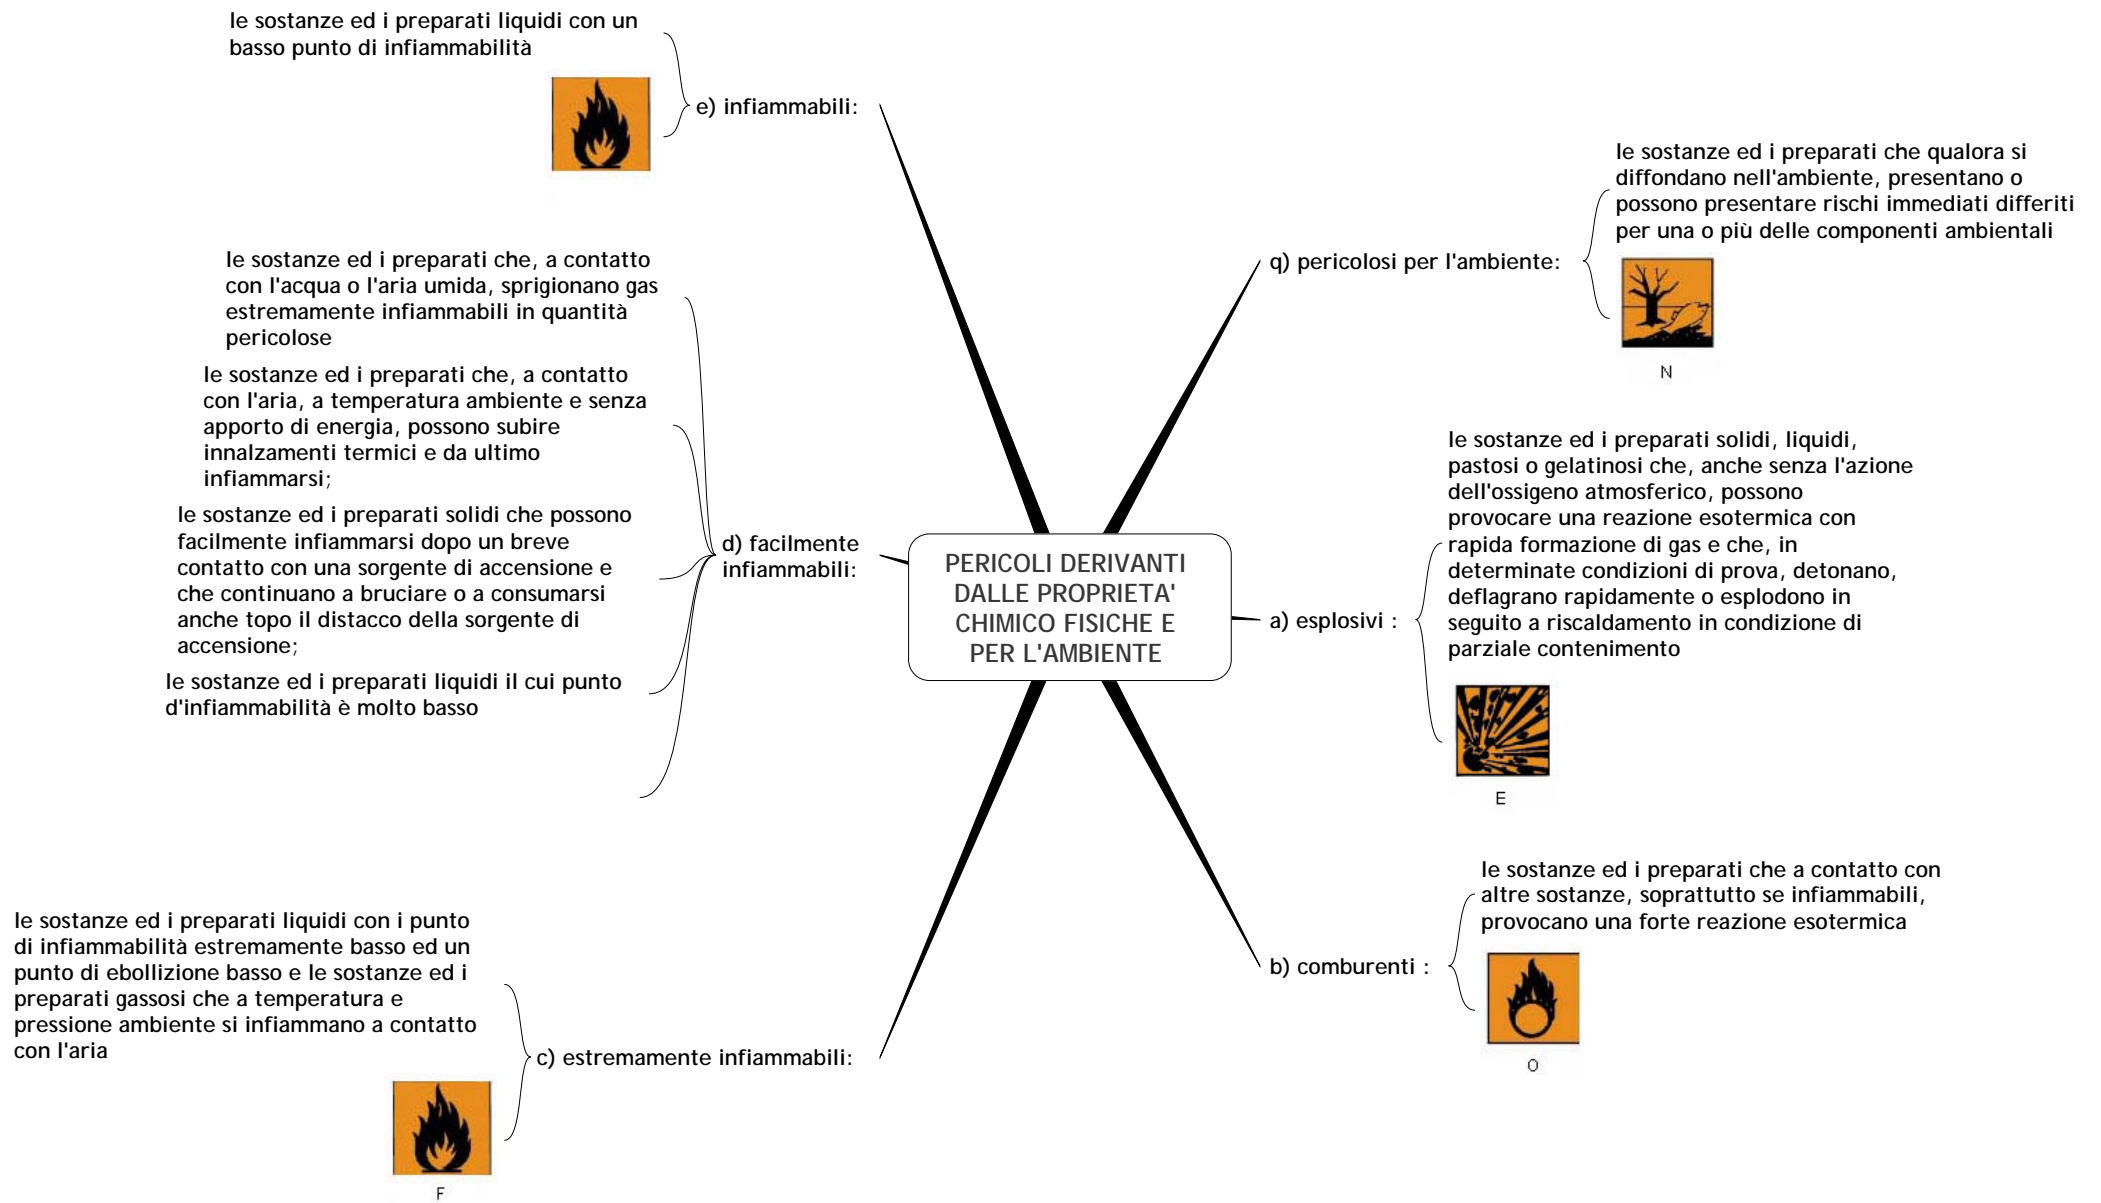 PERICOLI DERIVANTI
DALLE PROPRIETA'
CHIMICO FISICHE E
PER L'AMBIENTE
q) pericolosi per l'ambiente:
le sostanze ed i preparati che qualora si
diffondano nell'ambiente, presentano o
possono presentare rischi immediati differiti
per una o più delle componenti ambientali
N
a) esplosivi :
le sostanze ed i preparati solidi, liquidi,
pastosi o gelatinosi che, anche senza l'azione
dell'ossigeno atmosferico, possono
provocare una reazione esotermica con
rapida formazione di gas e che, in
determinate condizioni di prova, detonano,
deflagrano rapidamente o esplodono in
seguito a riscaldamento in condizione di
parziale contenimento
E
b) comburenti :
le sostanze ed i preparati che a contatto con
altre sostanze, soprattutto se infiammabili,
provocano una forte reazione esotermica
O
c) estremamente infiammabili:
le sostanze ed i preparati liquidi con i punto
di infiammabilità estremamente basso ed un
punto di ebollizione basso e le sostanze ed i
preparati gassosi che a temperatura e
pressione ambiente si infiammano a contatto
con l'aria
F
d) facilmente
infiammabili:
le sostanze ed i preparati che, a contatto
con l'acqua o l'aria umida, sprigionano gas
estremamente infiammabili in quantità
pericolose
le sostanze ed i preparati che, a contatto
con l'aria, a temperatura ambiente e senza
apporto di energia, possono subire
innalzamenti termici e da ultimo
infiammarsi;
le sostanze ed i preparati solidi che possono
facilmente infiammarsi dopo un breve
contatto con una sorgente di accensione e
che continuano a bruciare o a consumarsi
anche topo il distacco della sorgente di
accensione;
le sostanze ed i preparati liquidi il cui punto
d'infiammabilità è molto basso
e) infiammabili:
le sostanze ed i preparati liquidi con un
basso punto di infiammabilità